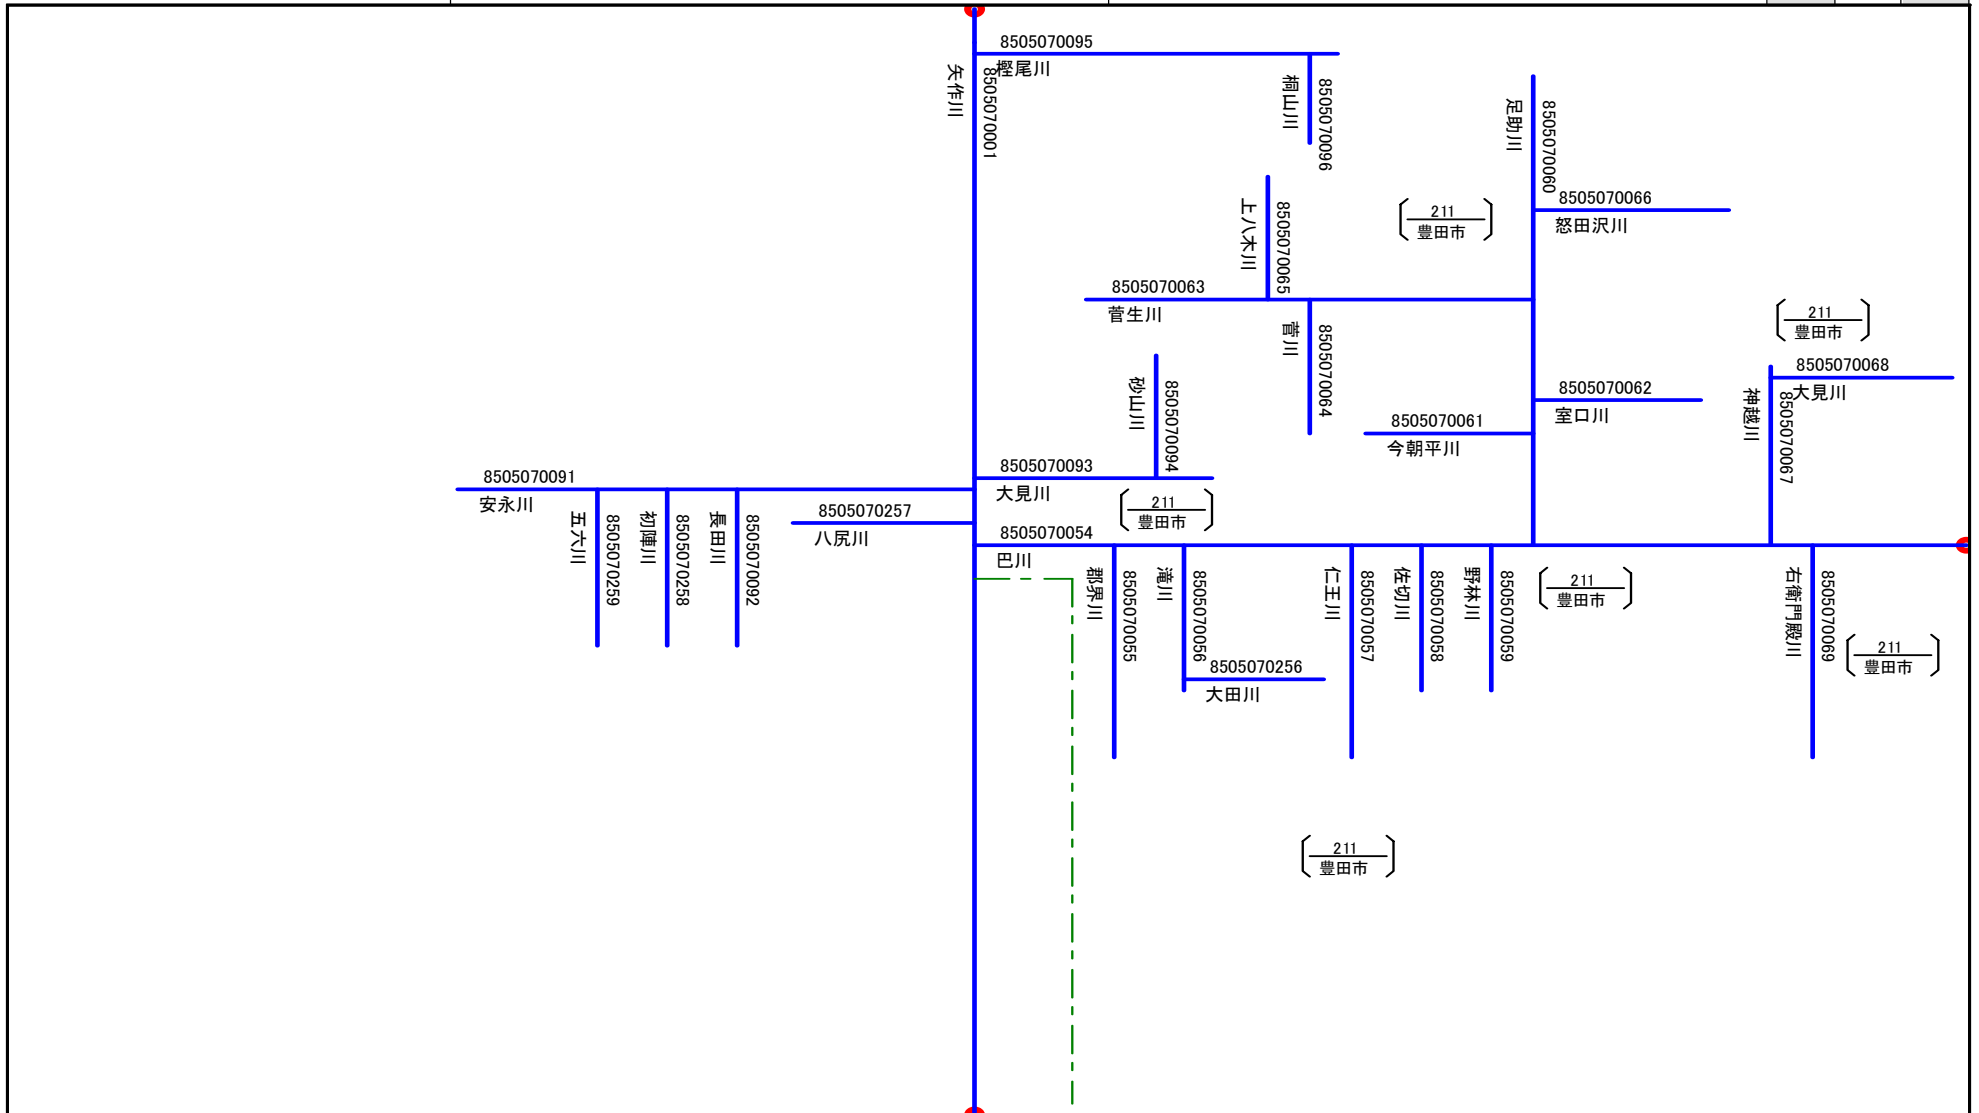 8505070095
樫尾川
矢作川
8505070001
桐山川
8505070096
足助川
8505070060
8505070066
怒田沢川
211
豊田市
上八木川
8505070065
8505070063
菅生川
菅川
8505070064
211
豊田市
8505070068
大見川
神越川
8505070067
8505070062
室口川
8505070061
今朝平川
砂山川
8505070094
8505070093
大見川
211
豊田市
8505070091
安永川
8505070257
八尻川
五六川
8505070259
初陣川
8505070258
長田川
8505070092
8505070054
巴川
郡界川
8505070055
滝川
8505070056
8505070256
大田川
仁王川
8505070057
佐切川
8505070058
野林川
8505070059
211
豊田市
右衛門殿川
8505070069
211
豊田市
211
豊田市